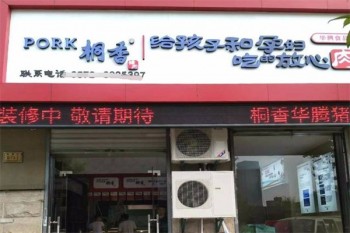 PORK 桐香
给孩子和孕妇
吃的放心肉
联系电话
装修中 敬请期待
桐香华腾猪